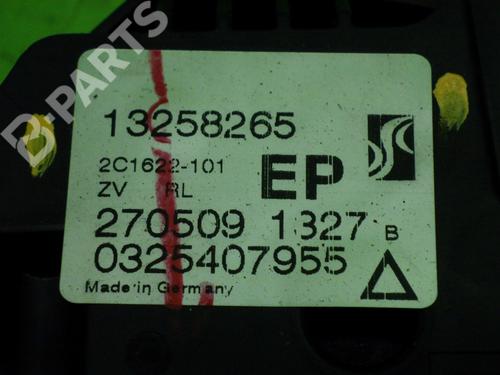 B-PARTS
13258265
2C1622-101 EP
ZV RL
270509 1327 B
0325407955
Made in Germany